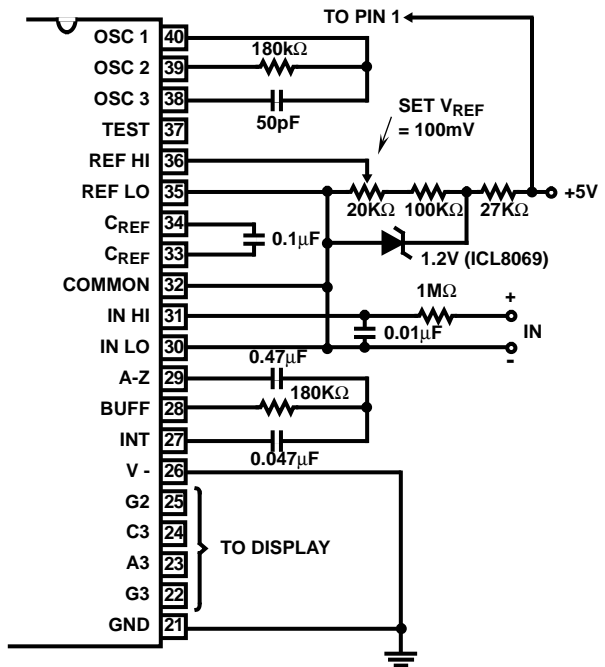 TO PIN 1
OSC 1 40
180kΩ
OSC 2 39
OSC 3 38
50pF
TEST 37
SET VREF
= 100mV
REF HI 36
REF LO 35
+5V
20KΩ 100KΩ 27KΩ
CREF 34
0.1µF
CREF 33
1.2V (ICL8069)
COMMON 32
1MΩ
IN HI 31
+
0.01µF
IN
IN LO 30
-
0.47µF
A-Z 29
180KΩ
BUFF 28
INT 27
0.047µF
V - 26
G2 25
C3 24
TO DISPLAY
A3 23
G3 22
GND 21